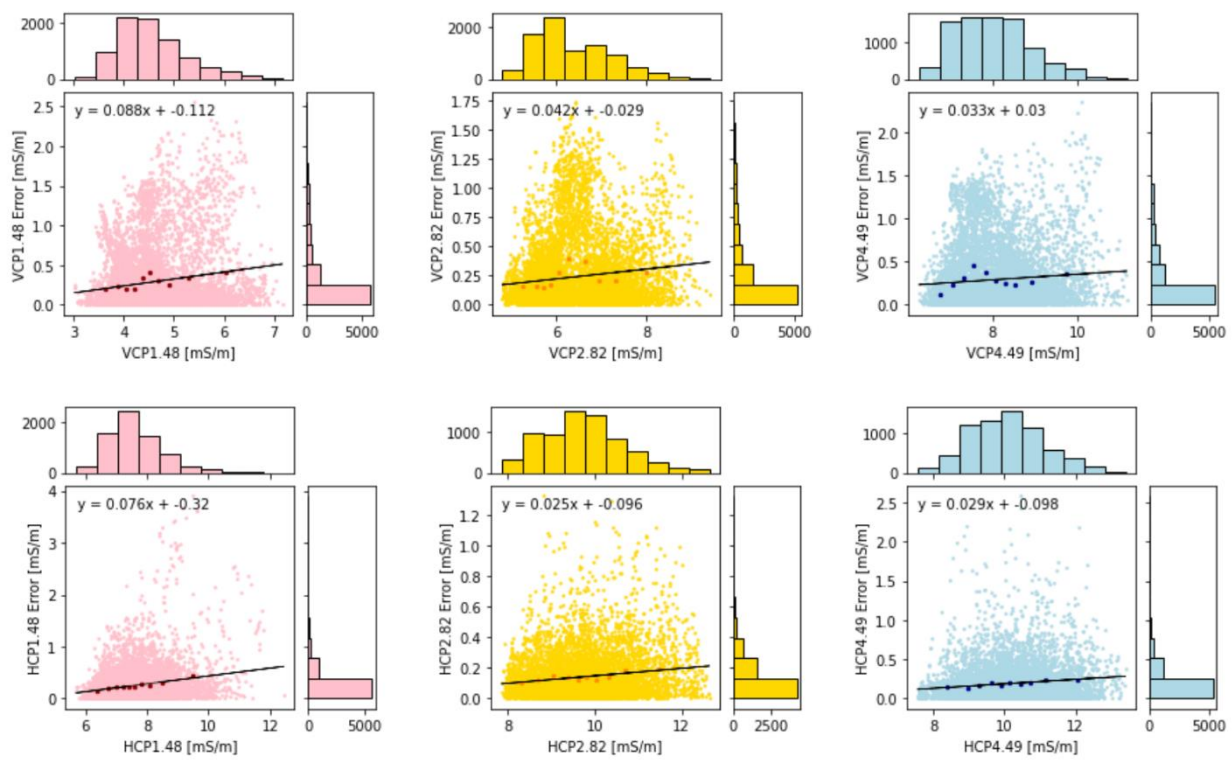 2000
0
2.5
2.0
1.5
1.0
0.5
0.0
VCP1.48 Error [mS/m]
y = 0.088x + -0.112
3 4 5 6 7
VCP1.48 [mS/m]
0 5000
2000
0
1.75
1.50
1.25
1.00
0.75
0.50
0.25
0.00
VCP2.82 Error [mS/m]
y = 0.042x + -0.029
6 8
VCP2.82 [mS/m]
0 5000
1000
0
2.0
1.5
1.0
0.5
0.0
VCP4.49 Error [mS/m]
y = 0.033x + 0.03
8 10
VCP4.49 [mS/m]
0 5000
2000
0
4
3
2
1
0
HCP1.48 Error [mS/m]
y = 0.076x + -0.32
6 8 10 12
HCP1.48 [mS/m]
0 5000
1000
0
1.2
1.0
0.8
0.6
0.4
0.2
0.0
HCP2.82 Error [mS/m]
y = 0.025x + -0.096
8 10 12
HCP2.82 [mS/m]
0 2500
1000
0
2.5
2.0
1.5
1.0
0.5
0.0
HCP4.49 Error [mS/m]
y = 0.029x + -0.098
8 10 12
HCP4.49 [mS/m]
0 5000